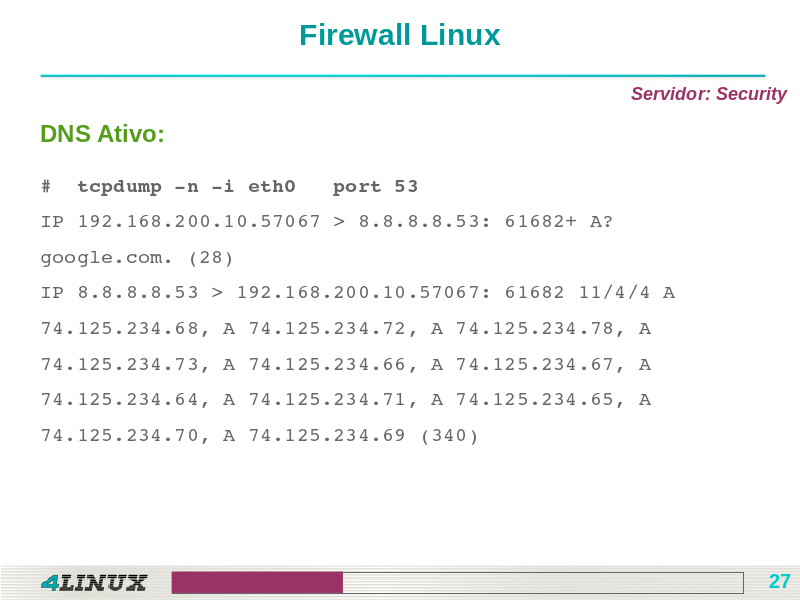 Firewall Linux
Servidor: Security
DNS Ativo:
#  tcpdump -n -i eth0   port 53
IP 192.168.200.10.57067 > 8.8.8.8.53: 61682+ A?
google.com. (28)
IP 8.8.8.8.53 > 192.168.200.10.57067: 61682 11/4/4 A
74.125.234.68, A 74.125.234.72, A 74.125.234.78, A
74.125.234.73, A 74.125.234.66, A 74.125.234.67, A
74.125.234.64, A 74.125.234.71, A 74.125.234.65, A
74.125.234.70, A 74.125.234.69 (340)
4LINUX
27